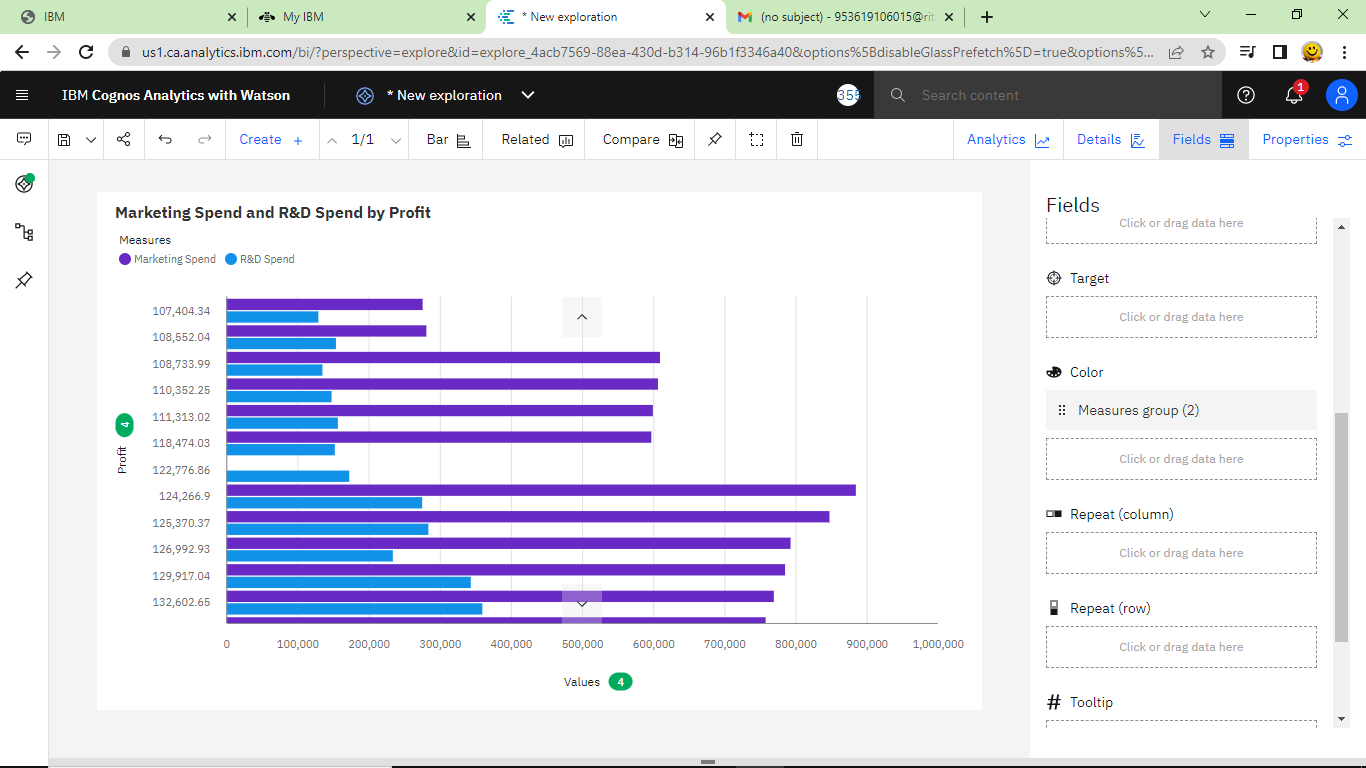 IBM
My IBM
* New exploration
(no subject) - 953619106015@rit
us1.ca.analytics.ibm.com/bi/?perspective=explore&id=explore_4acb7569-88ea-430d-b314-96b1f3346a40&options%5BdisableGlassPrefetch%5D=true&options%5...
IBM Cognos Analytics with Watson
* New exploration
355
Search content
1
Create +
1/1
Bar
Related
Compare
Analytics
Details
Fields
Properties
Marketing Spend and R&D Spend by Profit
Measures
Marketing Spend
R&D Spend
107,404.34
108,552.04
108,733.99
110,352.25
111,313.02
118,474.03
122,776.86
124,266.9
125,370.37
126,992.93
129,917.04
132,602.65
Profit
4
0
100,000
200,000
300,000
400,000
500,000
600,000
700,000
800,000
900,000
1,000,000
Values
4
Fields
Click or drag data here
Target
Click or drag data here
Color
Measures group (2)
Click or drag data here
Repeat (column)
Click or drag data here
Repeat (row)
Click or drag data here
# Tooltip